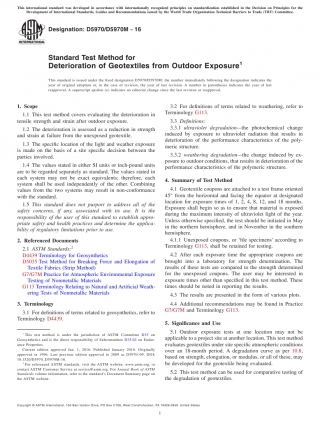 This international standard was developed in accordance with internationally recognized principles on standardization established in the Decision on Principles for the
Development of International Standards, Guides and Recommendations issued by the World Trade Organization Technical Barriers to Trade (TBT) Committee.
Designation: D5970/D5970M − 16
INTERNATIONAL
Standard Test Method for
Deterioration of Geotextiles from Outdoor Exposure1
This standard is issued under the fixed designation D5970/D5970M; the number immediately following the designation indicates the
year of original adoption or, in the case of revision, the year of last revision. A number in parentheses indicates the year of last
reapproval. A superscript epsilon (ε) indicates an editorial change since the last revision or reapproval.
1. Scope
1.1 This test method covers evaluating the deterioration in
tensile strength and strain after outdoor exposure.
1.2 The deterioration is assessed as a reduction in strength
and strain at failure from the unexposed geotextile.
1.3 The specific location of the light and weather exposure
is made on the basis of a site specific decision between the
parties involved.
1.4 The values stated in either SI units or inch-pound units
are to be regarded separately as standard. The values stated in
each system may not be exact equivalents; therefore, each
system shall be used independently of the other. Combining
values from the two systems may result in non-conformance
with the standard.
1.5 This standard does not purport to address all of the
safety concerns, if any, associated with its use. It is the
responsibility of the user of this standard to establish appro-
priate safety and health practices and determine the applica-
bility of regulatory limitations prior to use.
2. Referenced Documents
2.1 ASTM Standards:2
D4439 Terminology for Geosynthetics
D5035 Test Method for Breaking Force and Elongation of
Textile Fabrics (Strip Method)
G7/G7M Practice for Atmospheric Environmental Exposure
Testing of Nonmetallic Materials
G113 Terminology Relating to Natural and Artificial Weath-
ering Tests of Nonmetallic Materials
3. Terminology
3.1 For definitions of terms related to geosynthetics, refer to
Terminology D4439.
1 This test method is under the jurisdiction of ASTM Committee D35 on
Geosynthetics and is the direct responsibility of Subcommittee D35.02 on Endur-
ance Properties.
Current edition approved Jan. 1, 2016. Published January 2016. Originally
approved in 1996. Last previous edition approved in 2009 as D5970–09. DOI:
10.1520/D5970_D5970M-16.
2 For referenced ASTM standards, visit the ASTM website, www.astm.org, or
contact ASTM Customer Service at service@astm.org. For Annual Book of ASTM
Standards volume information, refer to the standard's Document Summary page on
the ASTM website.
3.2 For definitions of terms related to weathering, refer to
Terminology G113.
3.3 Definitions:
3.3.1 ultraviolet degradation—the photochemical change
induced by exposure to ultraviolet radiation that results in
deterioration of the performance characteristics of the poly-
meric structure.
3.3.2 weathering degradation—the change induced by ex-
posure to outdoor conditions, that results in deterioration of the
performance characteristics of the polymeric structure.
4. Summary of Test Method
4.1 Geotextile coupons are attached to a test frame oriented
45° from the horizontal and facing the equator at designated
location for exposure times of 1, 2, 4, 8, 12, and 18 months.
Exposure shall begin so as to ensure that material is exposed
during the maximum intensity of ultraviolet light of the year.
Unless otherwise specified, the test should be initiated in May
in the northern hemisphere, and in November in the southern
hemisphere.
4.1.1 Unexposed coupons, or 'file specimens' according to
Terminology G113, shall be retained for testing.
4.2 After each exposure time the appropriate coupons are
brought into a laboratory for strength determination. The
results of these tests are compared to the strength determined
for the unexposed coupons. The user may be interested in
exposure times other than specified in this test method. These
times should be noted in reporting the results.
4.3 The results are presented in the form of various plots.
4.4 Additional recommendations may be found in Practice
G7/G7M and Terminology G113.
5. Significance and Use
5.1 Outdoor exposure tests at one location may not be
applicable to a project site at another location. This test method
evaluates geotextiles under site specific atmospheric conditions
over an 18-month period. A degradation curve as per 10.8,
based on strength, elongation, or modulus, or all of these, may
be developed for the geotextile being evaluated.
5.2 This test method can be used for comparative testing of
the degradation of geotextiles.
Copyright © ASTM International, 100 Barr Harbor Drive, PO Box C700, West Conshohocken, PA 19428-2959. United States
1